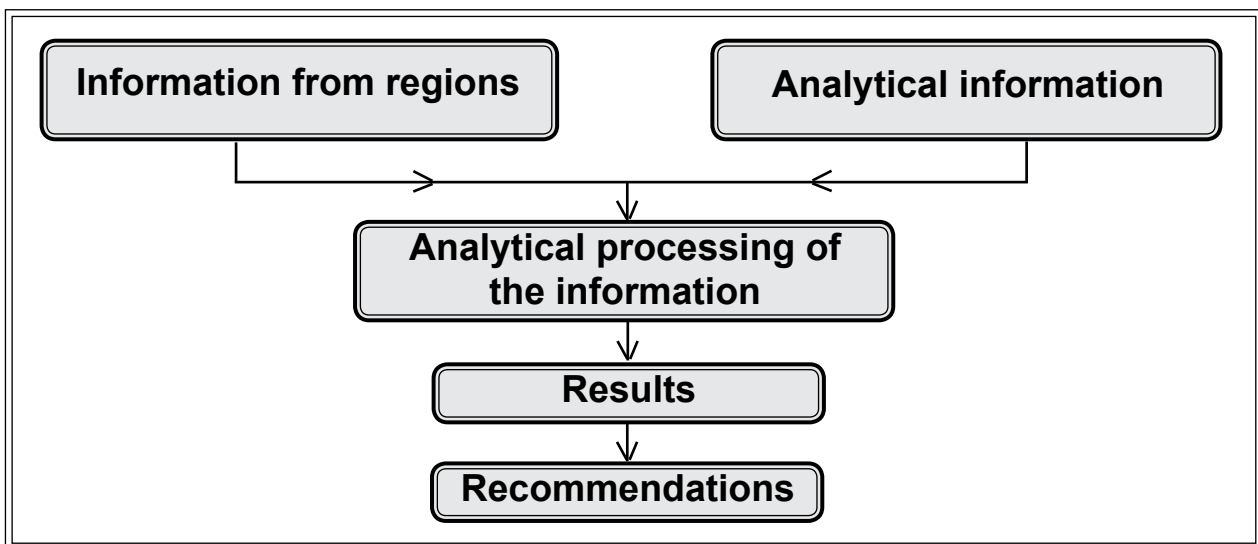 Information from regions
Analytical information
Analytical processing of
the information
Results
Recommendations